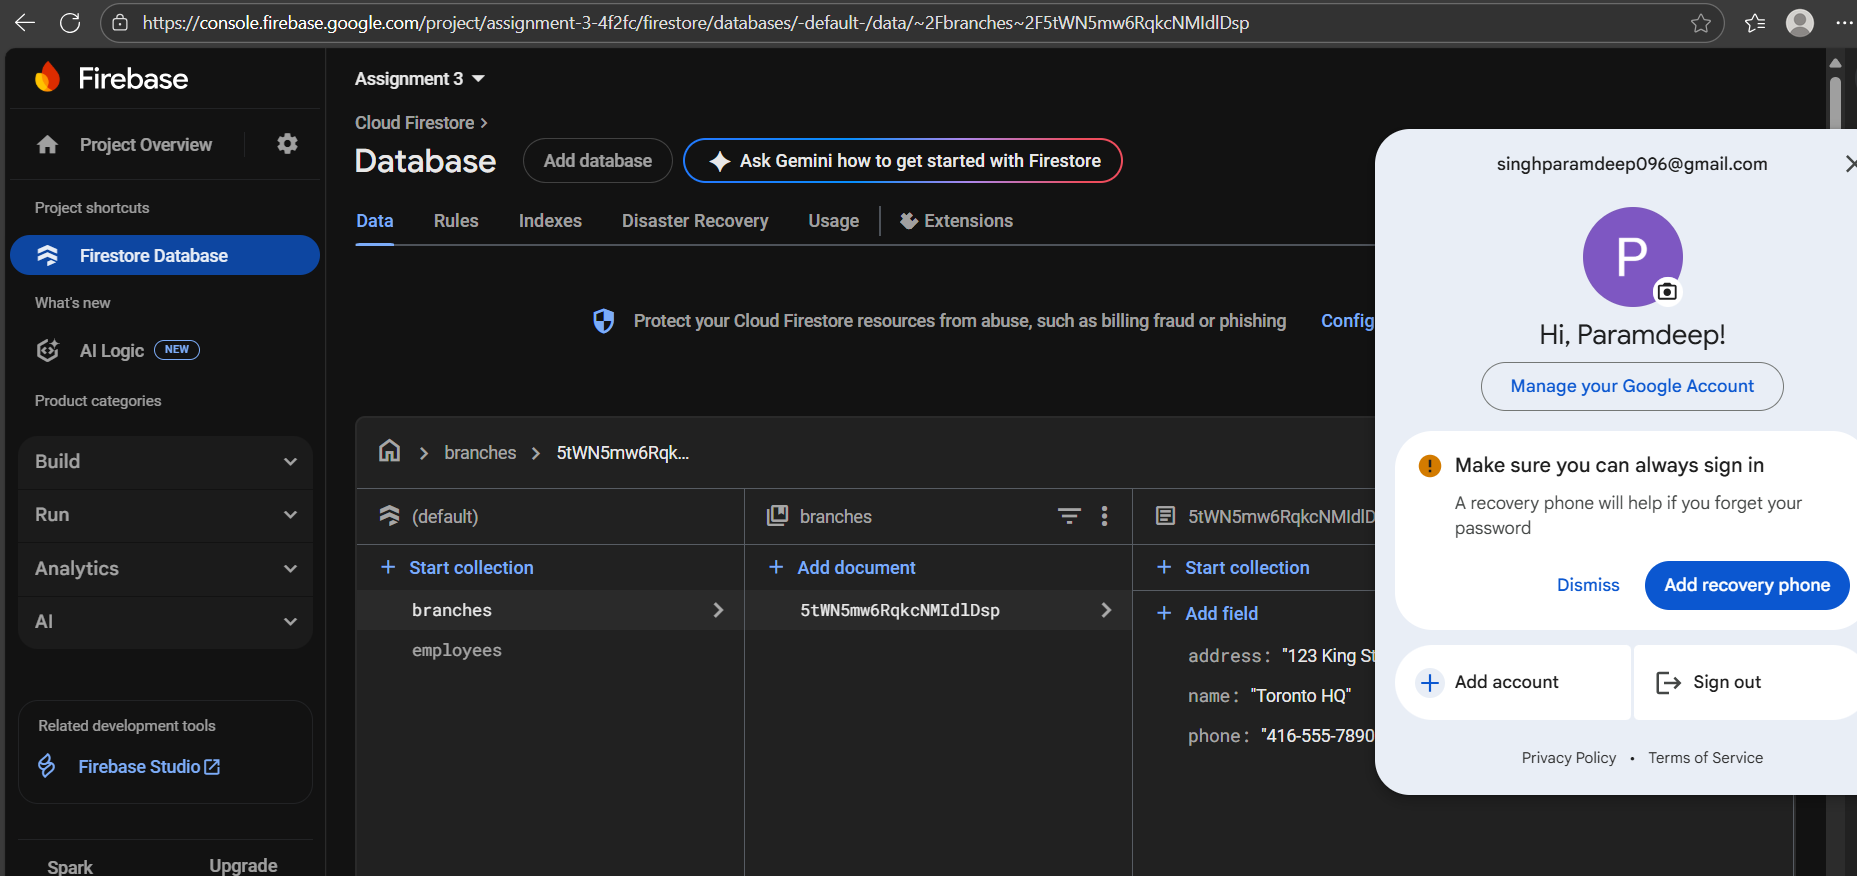 https://console.firebase.google.com/project/assignment-3-4f2fc/firestore/databases/-default-/data/~2Fbranches~2F5tWN5mw6RqkcNMIdlDsp
Firebase
Project Overview
Project shortcuts
Firestore Database
What's new
AI Logic NEW
Product categories
Build
Run
Analytics
AI
Related development tools
Firebase Studio
Spark Upgrade
Assignment 3
Cloud Firestore
Database Add database Ask Gemini how to get started with Firestore
Data Rules Indexes Disaster Recovery Usage Extensions
Protect your Cloud Firestore resources from abuse, such as billing fraud or phishing Config
branches 5tWN5mw6Rqk...
(default)
+ Start collection
branches
employees
branches
+ Add document
5tWN5mw6RqkcNMIdlDsp
5tWN5mw6RqkcNMIdlD
+ Start collection
+ Add field
address: "123 King St
name: "Toronto HQ"
phone: "416-555-7890
singhparamdeep096@gmail.com
P
Hi, Paramdeep!
Manage your Google Account
Make sure you can always sign in
A recovery phone will help if you forget your
password
Dismiss Add recovery phone
Add account Sign out
Privacy Policy • Terms of Service